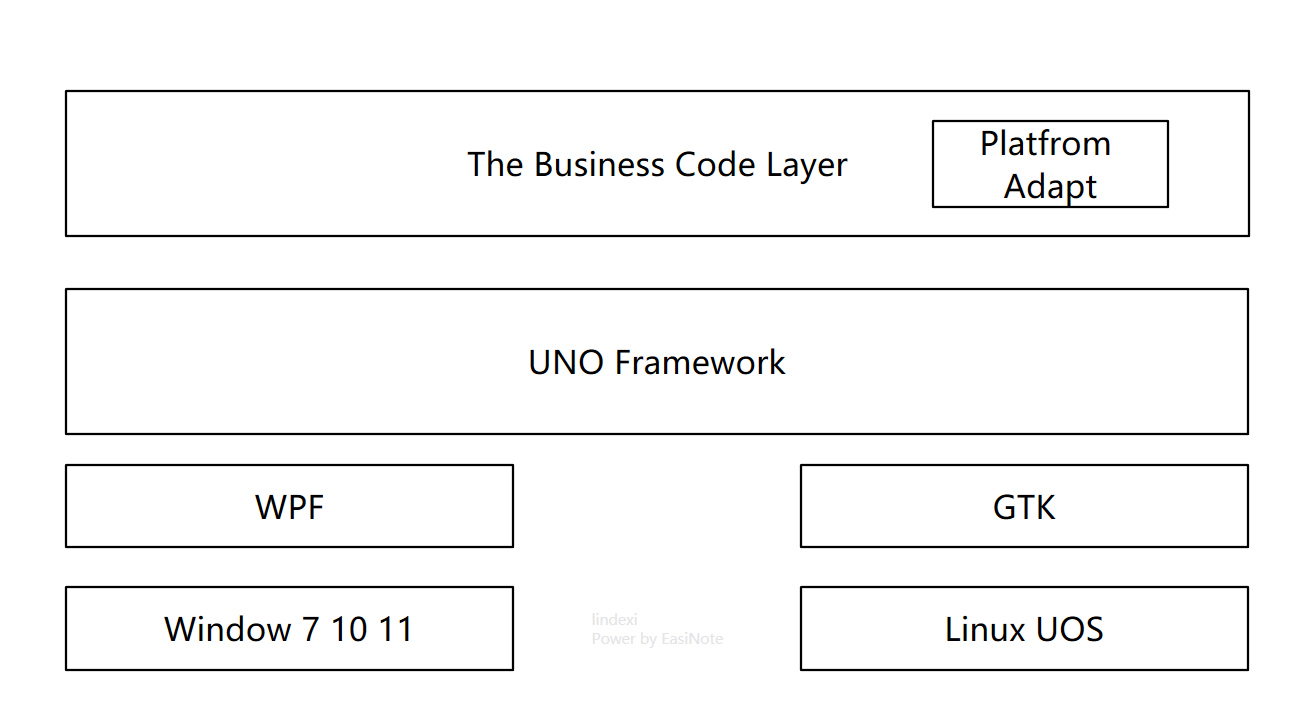 The Business Code Layer
Platfrom
Adapt
UNO Framework
WPF
GTK
Window 7 10 11
lindexi
Power by EasiNote
Linux UOS